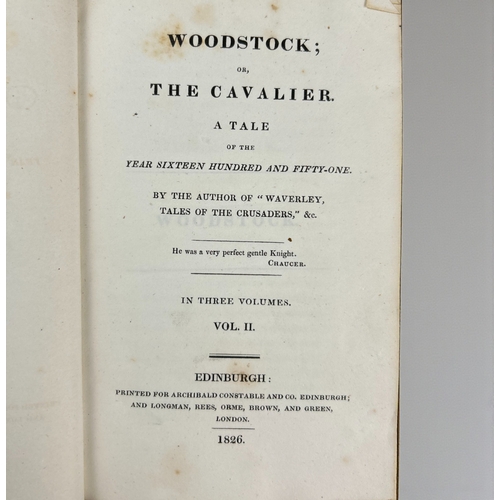 WOODSTOCK;
OR,
THE CAVALIER.
A TALE
OF THE
YEAR SIXTEEN HUNDRED AND FIFTY-ONE.
BY THE AUTHOR OF "WAVERLEY,
TALES OF THE CRUSADERS," &c.
He was a very perfect gentle Knight.
CHAUCER.
IN THREE VOLUMES.
VOL. II.
EDINBURGH:
PRINTED FOR ARCHIBALD CONSTABLE AND CO. EDINBURGH;
AND LONGMAN, REES, ORME, BROWN, AND GREEN,
LONDON.
1826.